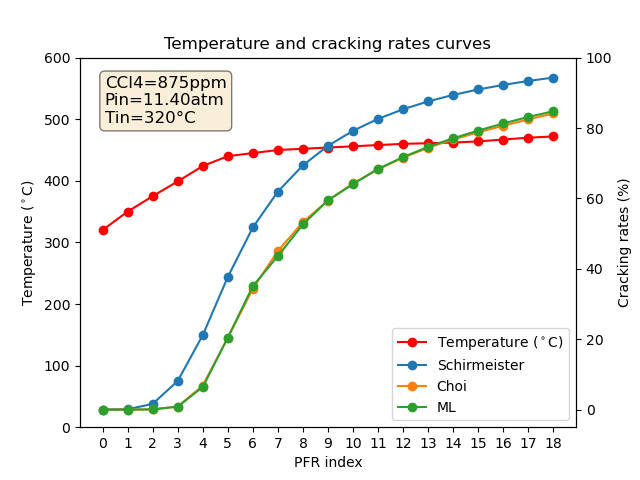 Temperature and cracking rates curves
CCl4=875ppm
Pin=11.40atm
Tin=320°C
Temperature (°C)
600
500
400
300
200
100
0
Cracking rates (%)
100
80
60
40
20
0
Temperature (°C)
Schirmeister
Choi
ML
0 1 2 3 4 5 6 7 8 9 10 11 12 13 14 15 16 17 18
PFR index